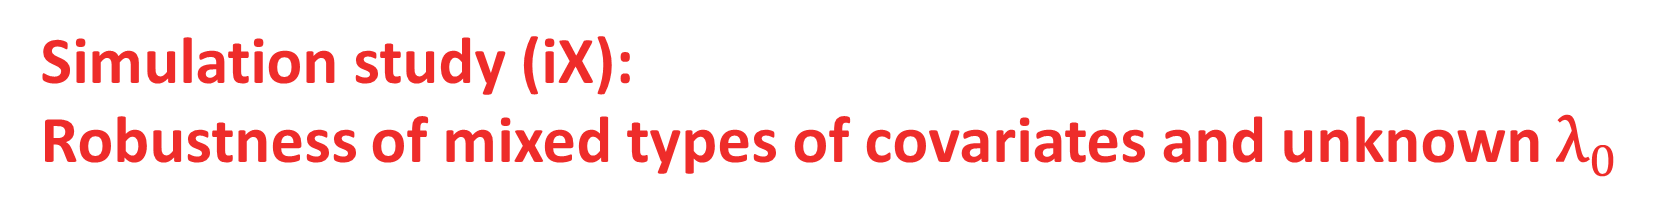 Simulation study (iX):
Robustness of mixed types of covariates and unknown λ₀